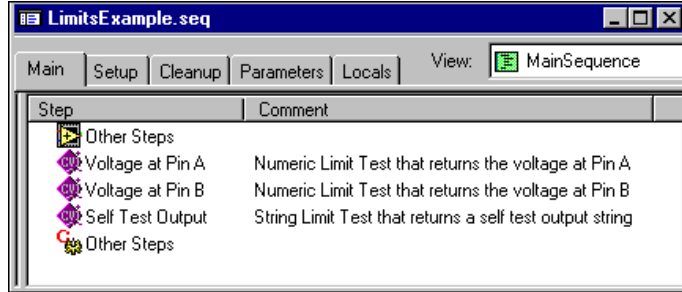 LimitsExample.seq
Main Setup Cleanup Parameters Locals View: MainSequence
Step Comment
Other Steps
Voltage at Pin A Numeric Limit Test that returns the voltage at Pin A
Voltage at Pin B Numeric Limit Test that returns the voltage at Pin B
Self Test Output String Limit Test that returns a self test output string
Other Steps